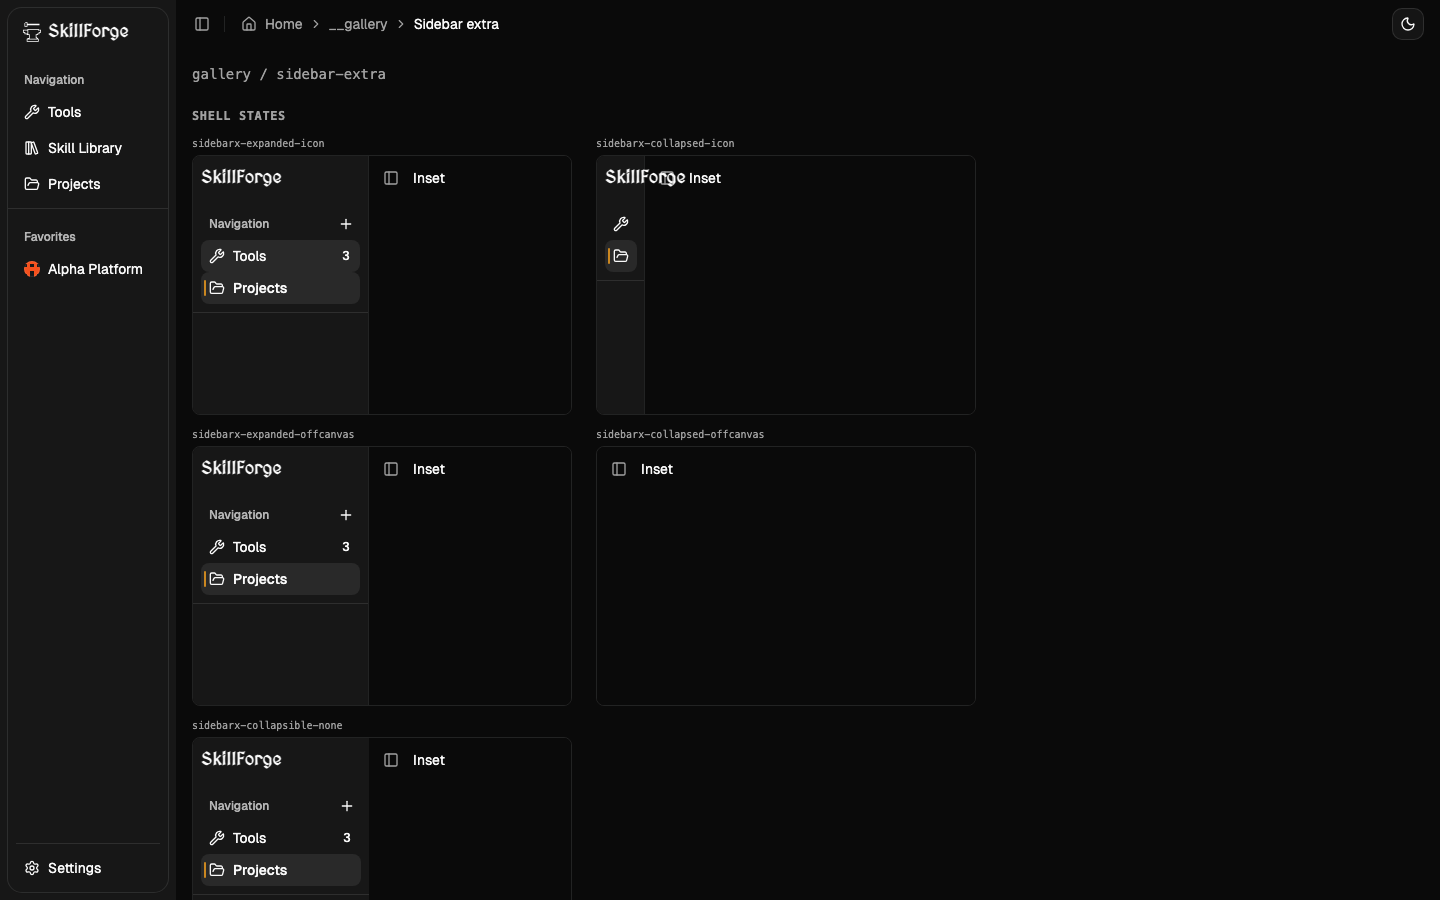 SkillForge
Navigation
Tools
Skill Library
Projects
Favorites
Alpha Platform
Settings
Home > __gallery > Sidebar extra
gallery / sidebar-extra
SHELL STATES
sidebarx-expanded-icon
SkillForge
Inset
Navigation
Tools 3
Projects
sidebarx-collapsed-icon
SkillForge
Inset
sidebarx-expanded-offcanvas
SkillForge
Inset
Navigation
Tools 3
Projects
sidebarx-collapsed-offcanvas
Inset
sidebarx-collapsible-none
SkillForge
Inset
Navigation
Tools 3
Projects